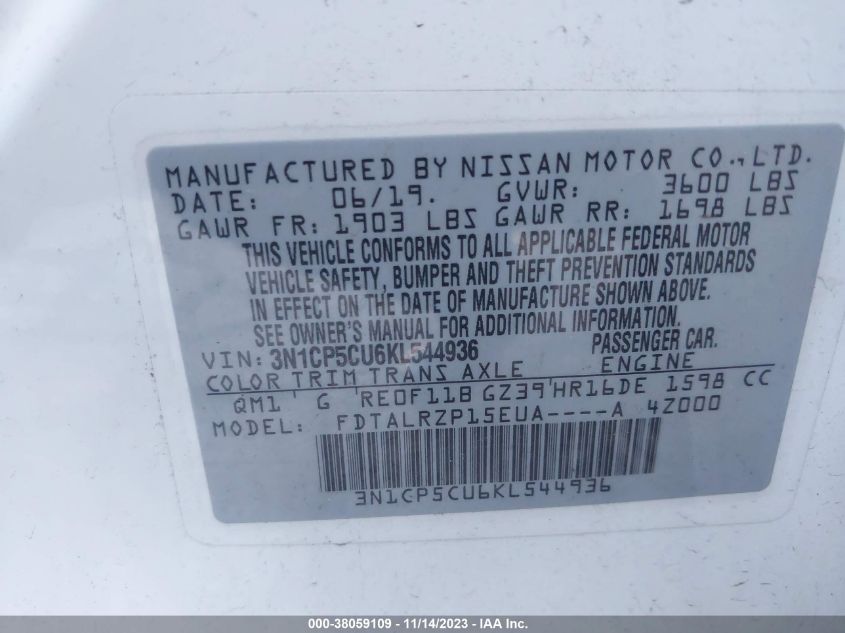 MANUFACTURED BY NISSAN MOTOR CO., LTD.
DATE: 06/19. GVWR: 3600 LBS
GAWR FR: 1903 LBS GAWR RR: 1698 LBS
THIS VEHICLE CONFORMS TO ALL APPLICABLE FEDERAL MOTOR
VEHICLE SAFETY, BUMPER AND THEFT PREVENTION STANDARDS
IN EFFECT ON THE DATE OF MANUFACTURE SHOWN ABOVE.
SEE OWNER'S MANUAL FOR ADDITIONAL INFORMATION.
VIN: 3N1CP5CU6KL544936 PASSENGER CAR.
COLOR TRIM TRANS AXLE ENGINE
QM1 G RE0F11B GZ39 HR16DE 1598 CC
MODEL: FDTALRZP15EUA----A 4Z000
3N1CP5CU6KL544936
000-38059109 - 11/14/2023 - IAA Inc.